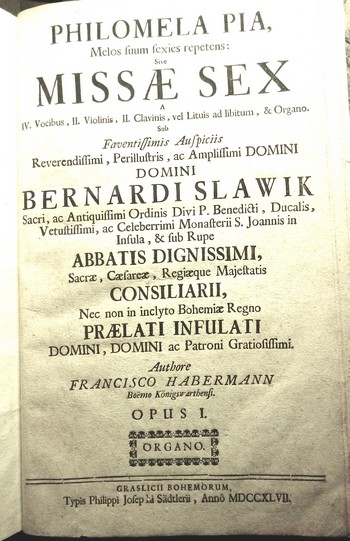 PHILOMELA PIA,
Melos ſuum ſexies repetens:
Sive
MISSÆ SEX
A
IV. Vocibus, II. Violinis, II. Clavinis, vel Lituis ad libitum, & Organo.
Sub
Faventiſſimis Auſpiciis
Reverendiſſimi, Perilluſtris, ac Ampliſſimi DOMINI
DOMINI
BERNARDI SLAWIK
Sacri, ac Antiquiſſimi Ordinis Divi P. Benedicti, Ducalis,
Vetuſtiſſimi, ac Celeberrimi Monaſterii S. Joannis in
Inſula, & ſub Rupe
ABBATIS DIGNISSIMI,
Sacræ, Cæſareæ, Regiæque Majeſtatis
CONSILIARII,
Nec non in inclyto Bohemiæ Regno
PRÆLATI INFULATI
DOMINI, DOMINI ac Patroni Gratioſiſſimi.
Authore
FRANCISCO HABERMANN
Boëmo Königswarthenſi.
OPUS I.
ORGANO.
GRASLICII BOHEMORUM,
Typis Philippi Joſephi Sädtlerii, Annô MDCCXLVII.